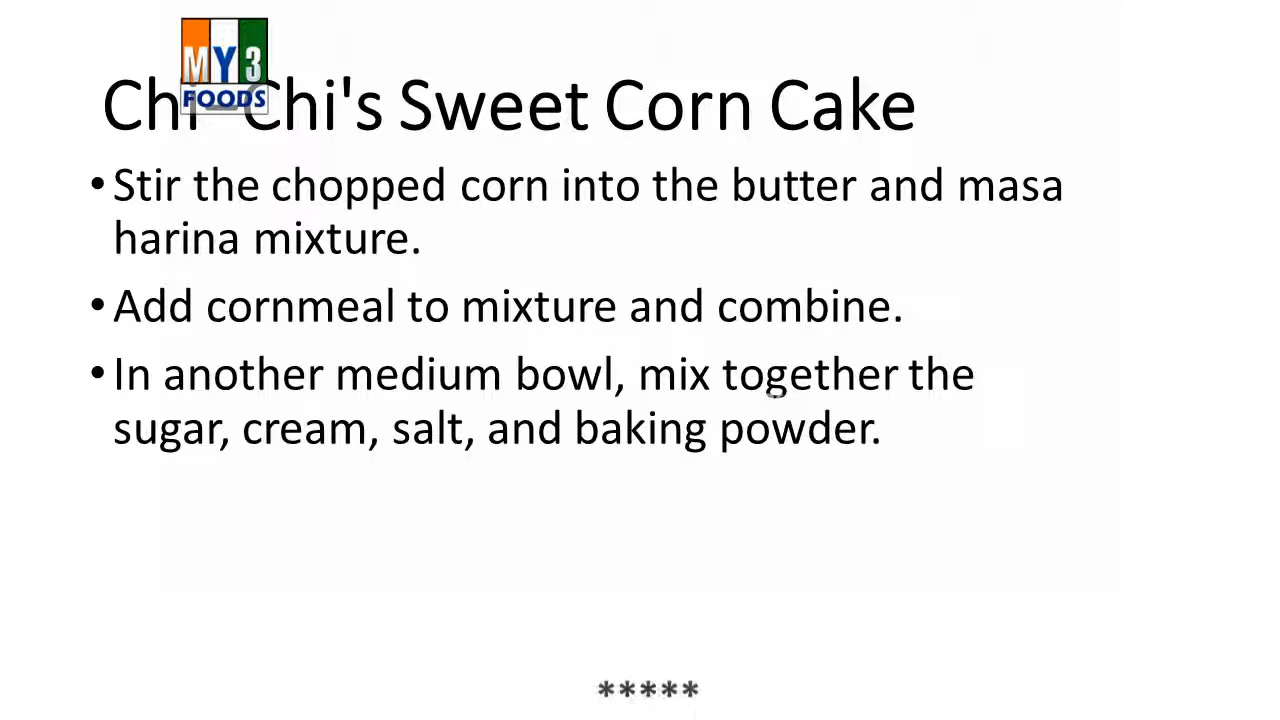 MY3
FOODS
Chi-Chi's Sweet Corn Cake
•Stir the chopped corn into the butter and masa
harina mixture.
•Add cornmeal to mixture and combine.
•In another medium bowl, mix together the
sugar, cream, salt, and baking powder.
*****